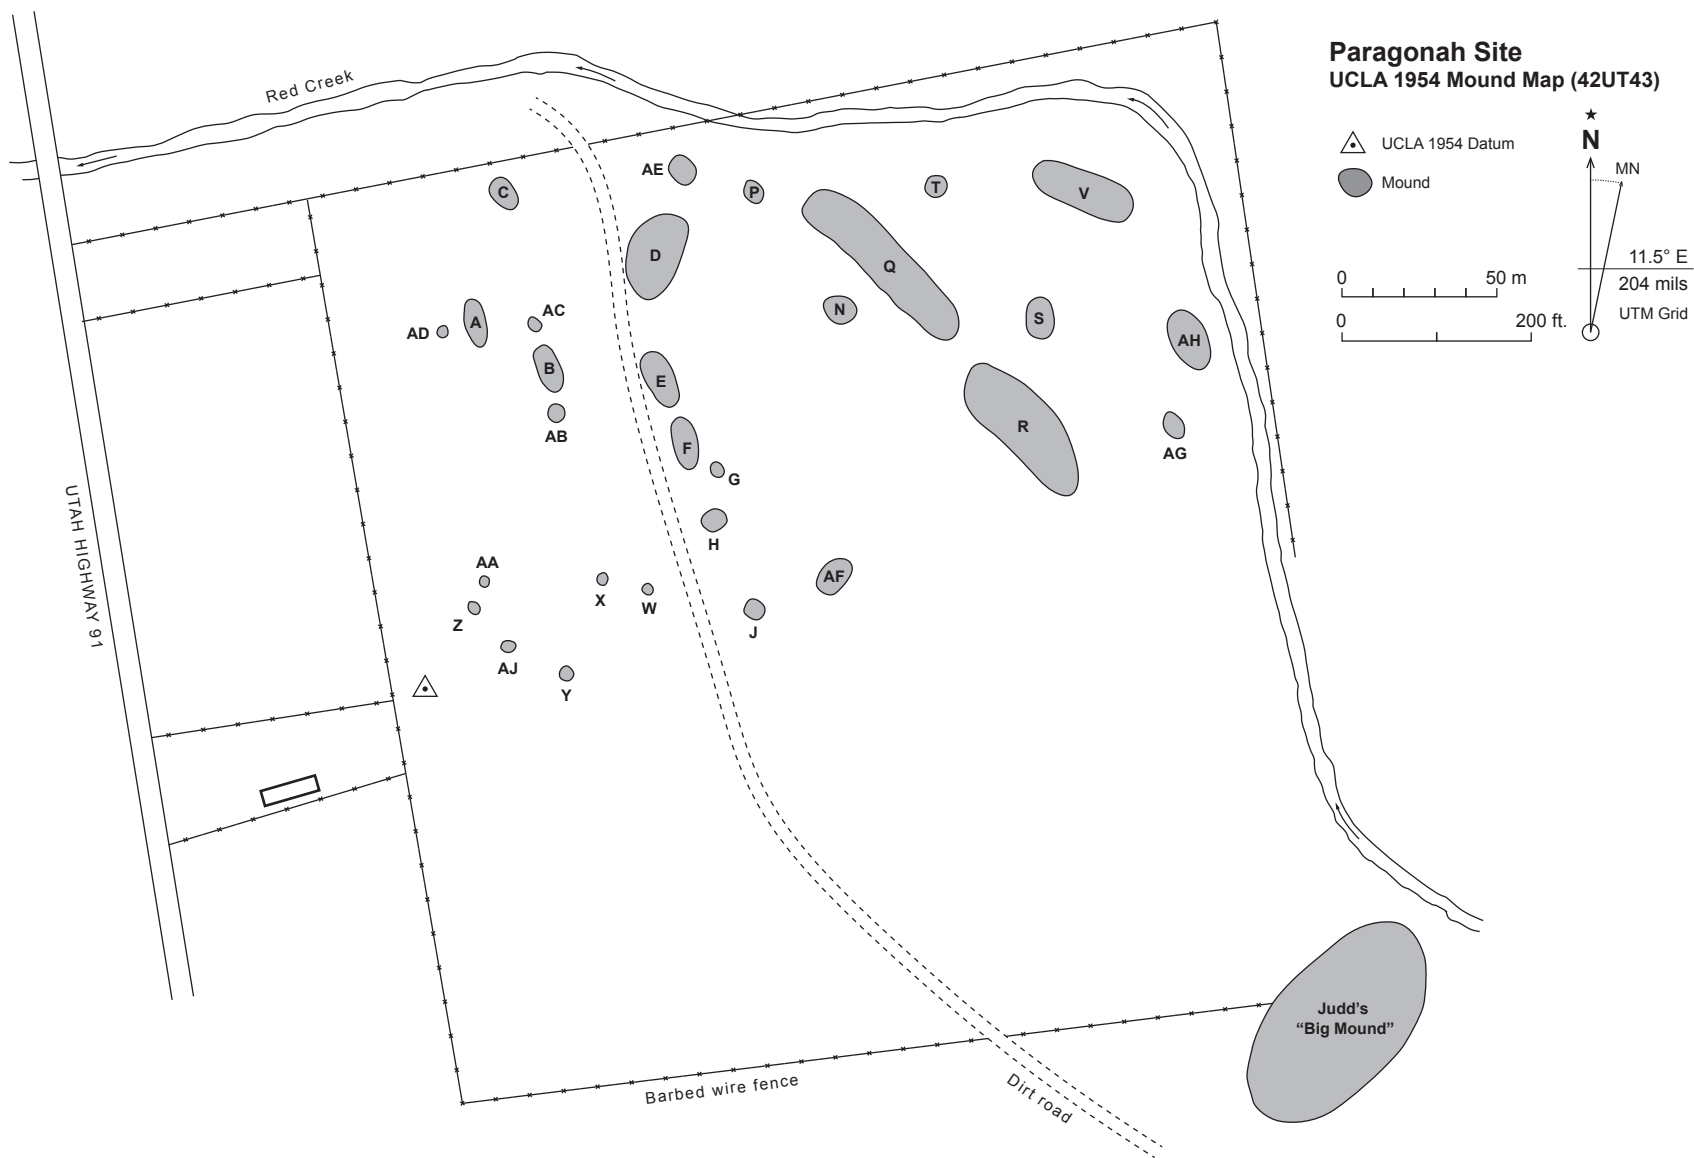 Paragonah Site
UCLA 1954 Mound Map (42UT43)
UCLA 1954 Datum
Mound
N
MN
11.5° E
204 mils
UTM Grid
0 50 m
0 200 ft.
Red Creek
UTAH HIGHWAY 91
AE
P
T
V
C
D
Q
N
S
AH
AD
A
AC
B
AB
E
F
G
R
AG
H
AA
Z
X
W
AF
J
AJ
Y
Judd’s
“Big Mound”
Barbed wire fence
Dirt road